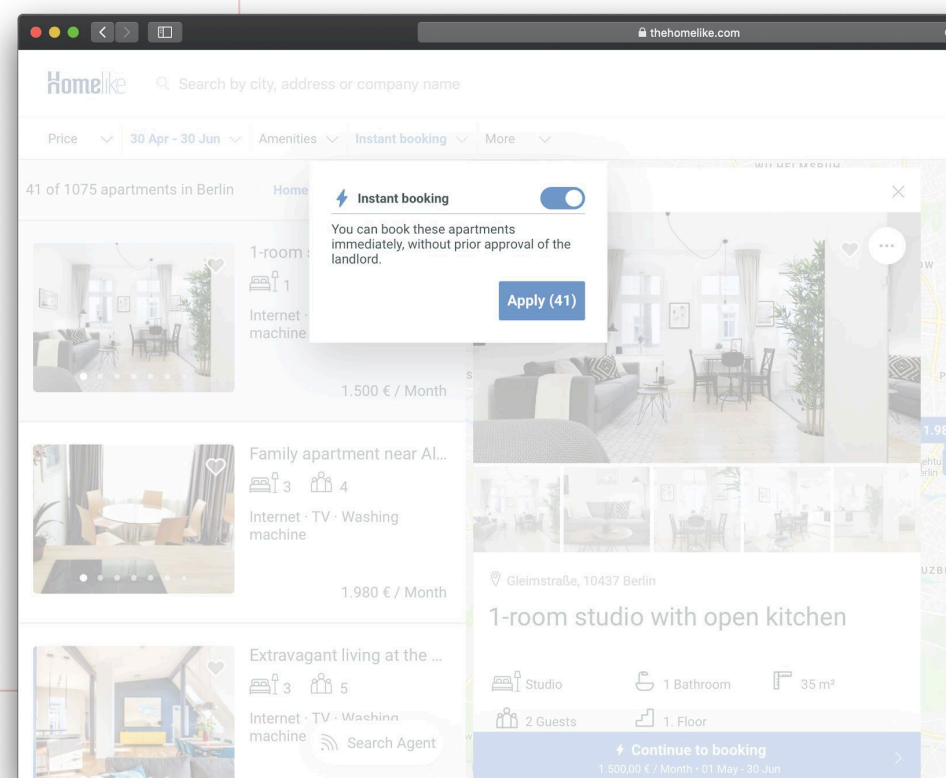 thehomelike.com
Homelike
Search by city, address or company name
Price
30 Apr - 30 Jun
Amenities
Instant booking
More
41 of 1075 apartments in Berlin
Home
WILHELMSRUH
Instant booking
You can book these apartments
immediately, without prior approval of the
landlord.
Apply (41)
1-room
1
Internet ·
machine
1.500 € / Month
Family apartment near Al...
3 4
Internet · TV · Washing
machine
1.980 € / Month
Extravagant living at the ...
3 5
Internet · TV · Washing
machine
Search Agent
1.98
Gleimstraße, 10437 Berlin
1-room studio with open kitchen
Studio
1 Bathroom
35 m²
2 Guests
1. Floor
Continue to booking
1.500,00 € / Month • 01 May - 30 Jun